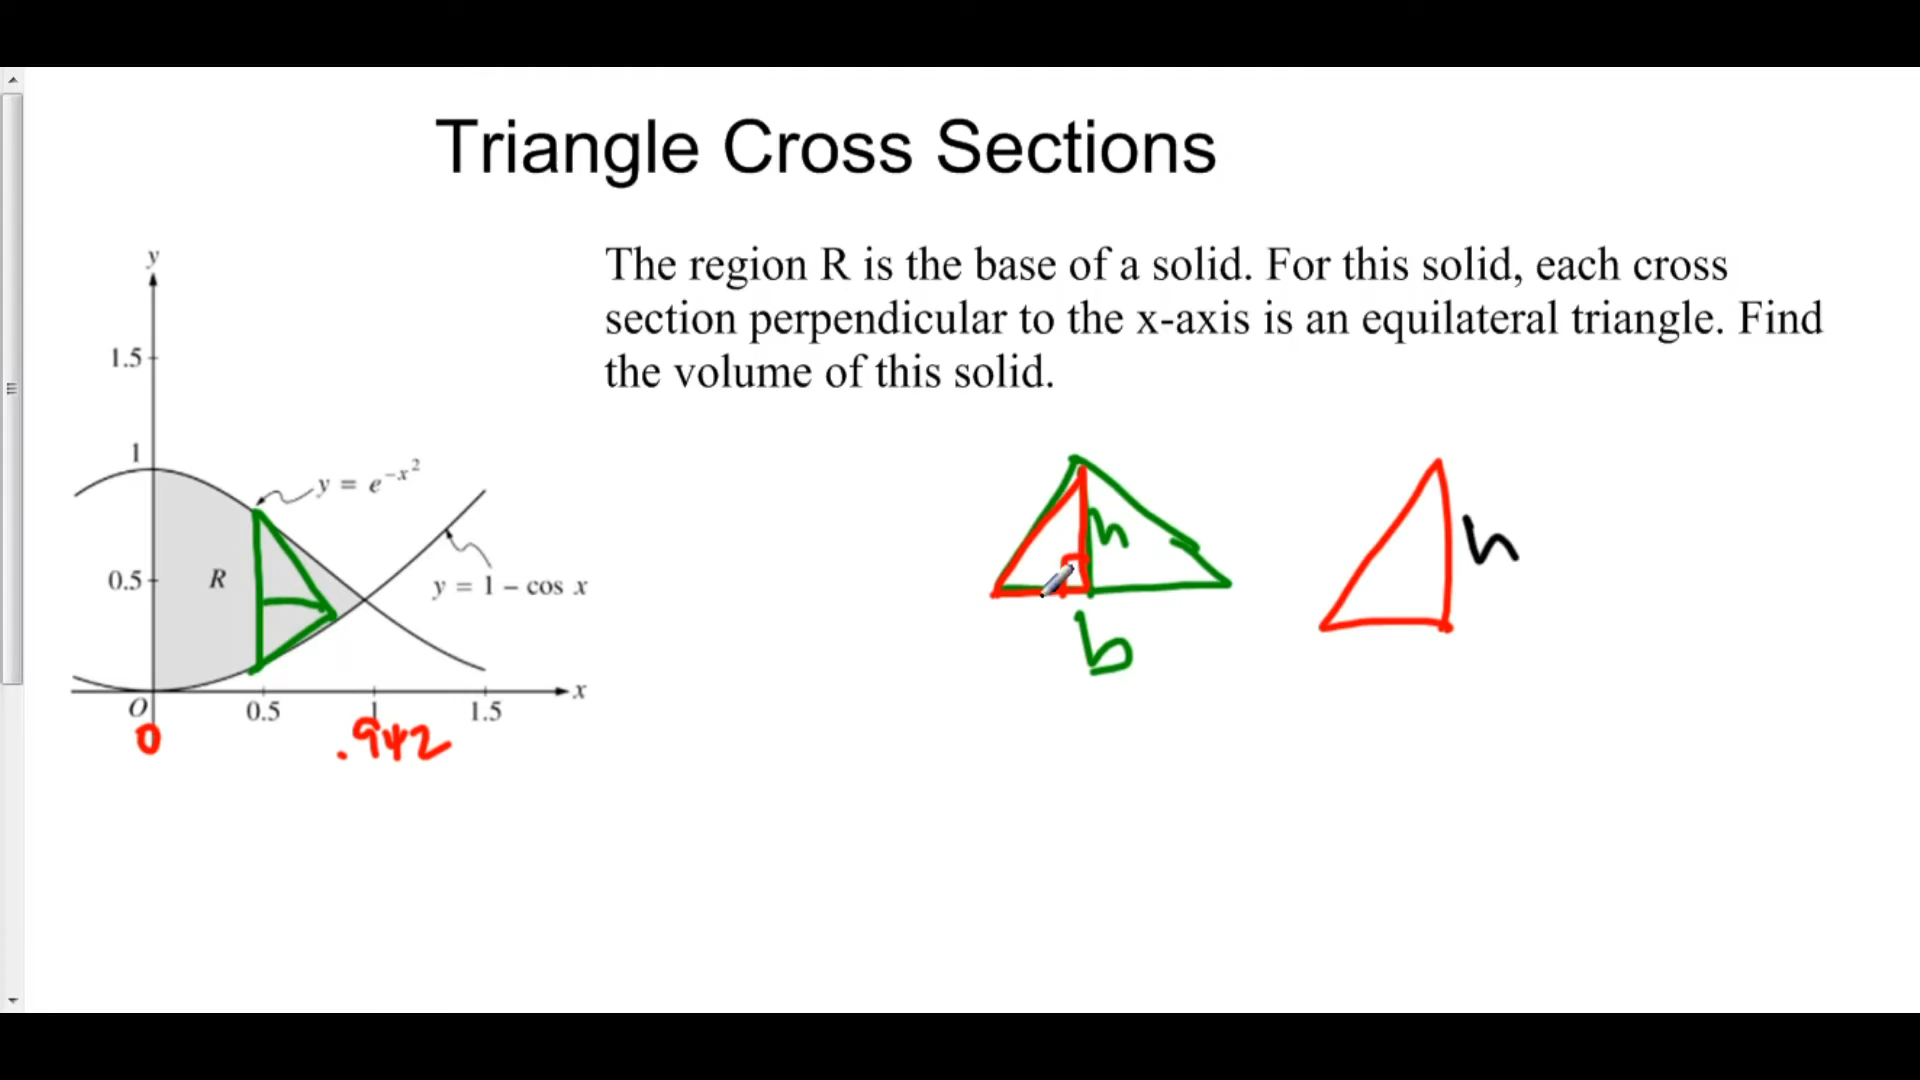 Triangle Cross Sections
The region R is the base of a solid. For this solid, each cross
section perpendicular to the x-axis is an equilateral triangle. Find
the volume of this solid.
y
1.5
1
y = e^{-x^2}
0.5
R
y = 1 – cos x
O
0.5
1
1.5
x
0
.942
h
b
h